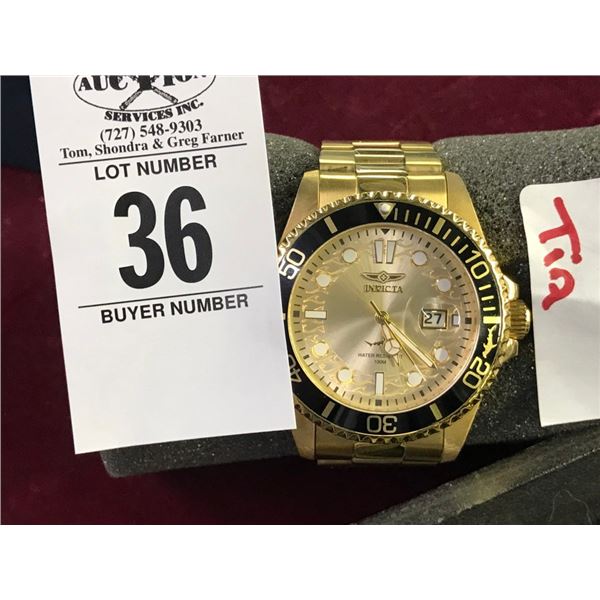 AUCTION
SERVICES INC.
(727) 548-9303
Tom, Shondra & Greg Farner
LOT NUMBER
36
BUYER NUMBER
50
10
20
30
40
INVICTA
27
WATER RESISTANT
100M
Tia